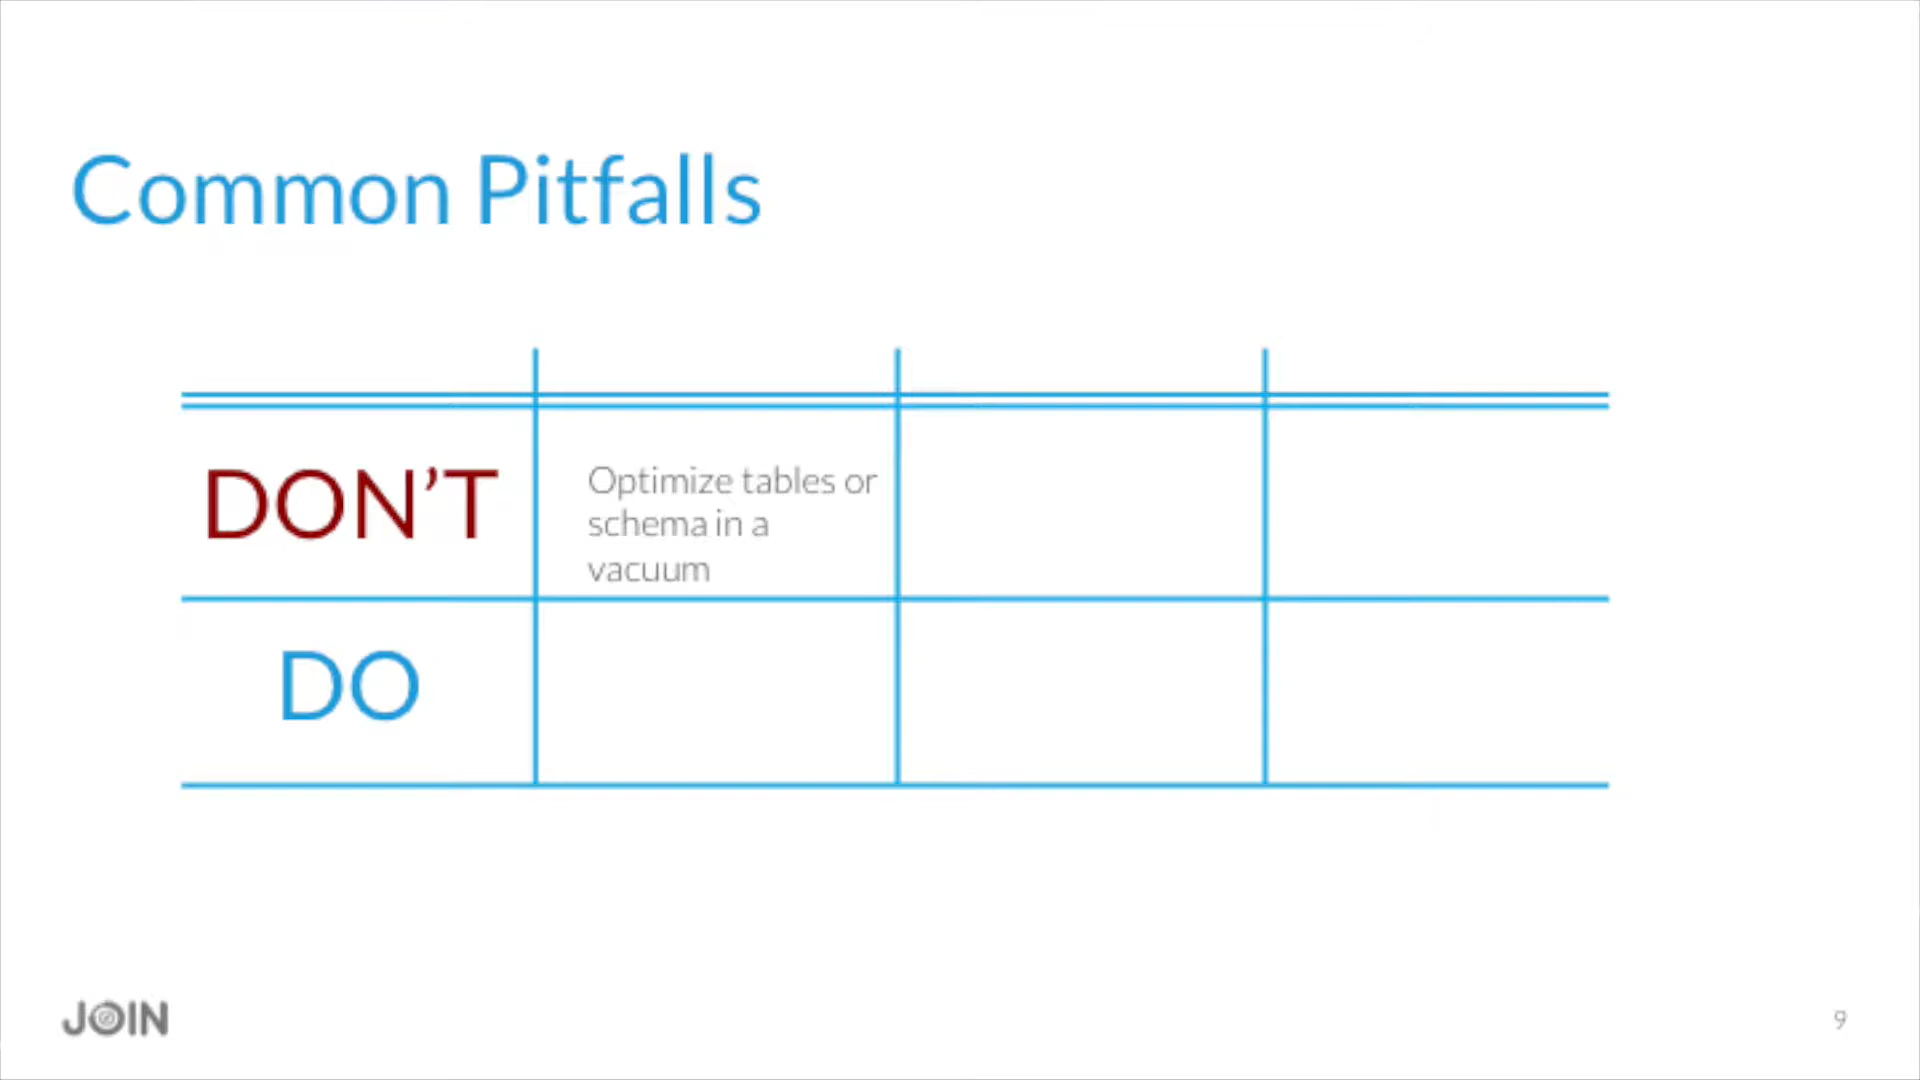 Common Pitfalls
DON’T
Optimize tables or
schema in a
vacuum
DO
JOIN
9